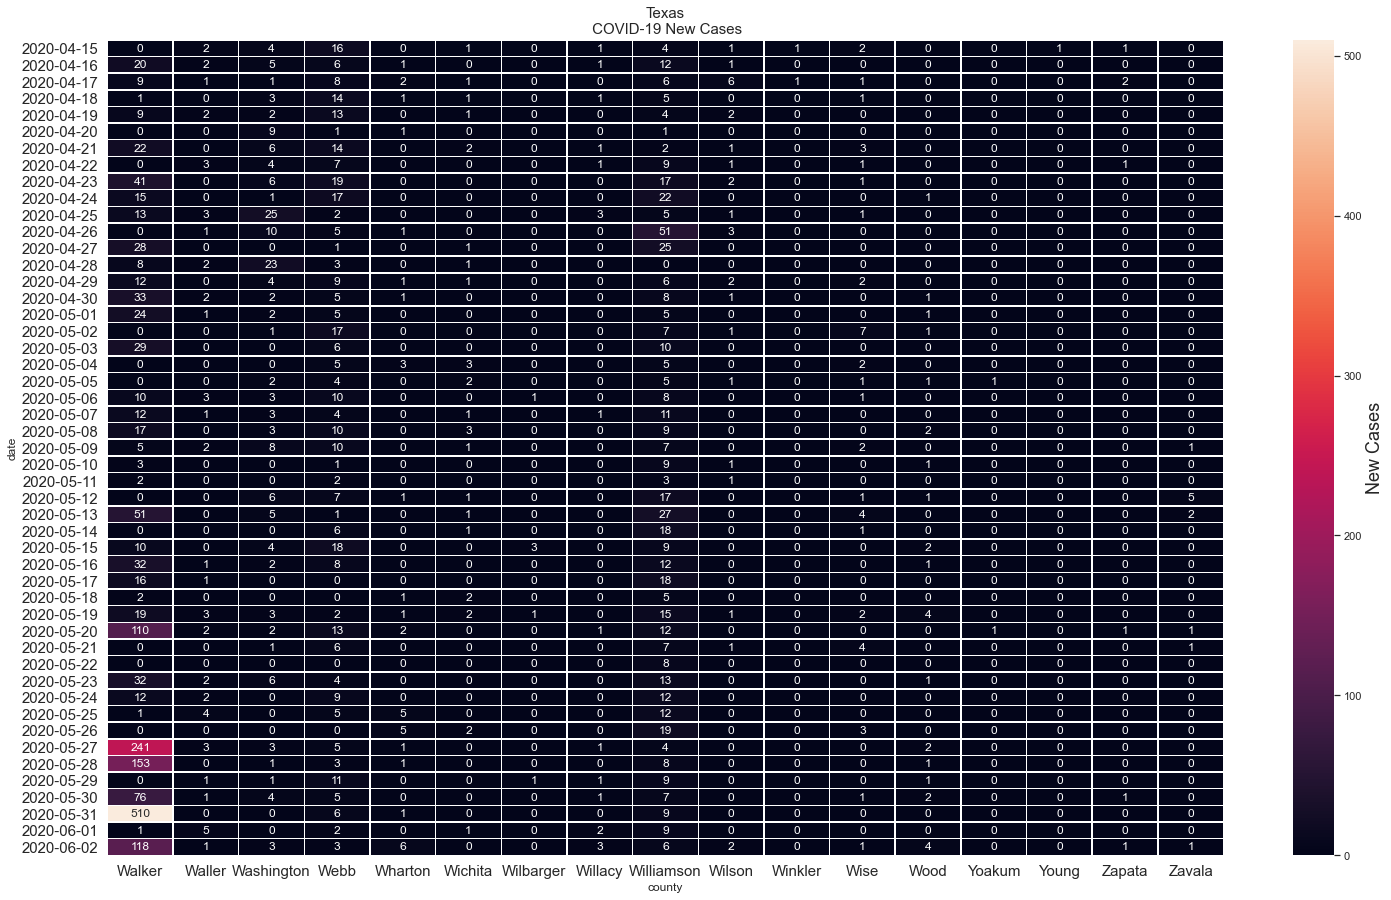 Texas
COVID-19 New Cases
2020-04-15 0 2 4 16 0 1 0 1 4 1 1 2 0 0 1 1 0
2020-04-16 20 2 5 6 1 0 0 1 12 1 0 0 0 0 0 0 0
2020-04-17 9 1 1 8 2 1 0 0 6 6 1 1 0 0 0 2 0
2020-04-18 1 0 3 14 1 1 0 1 5 0 0 1 0 0 0 0 0
2020-04-19 9 2 2 13 0 1 0 0 4 2 0 0 0 0 0 0 0
2020-04-20 0 0 9 1 1 0 0 0 1 0 0 0 0 0 0 0 0
2020-04-21 22 0 6 14 0 2 0 1 2 1 0 3 0 0 0 0 0
2020-04-22 0 3 4 7 0 0 0 1 9 1 0 1 0 0 0 1 0
2020-04-23 41 0 6 19 0 0 0 0 17 2 0 1 0 0 0 0 0
2020-04-24 15 0 1 17 0 0 0 0 22 0 0 0 1 0 0 0 0
2020-04-25 13 3 25 2 0 0 0 3 5 1 0 1 0 0 0 0 0
2020-04-26 0 1 10 5 1 0 0 0 51 3 0 0 0 0 0 0 0
2020-04-27 28 0 0 1 0 1 0 0 25 0 0 0 0 0 0 0 0
2020-04-28 8 2 23 3 0 1 0 0 0 0 0 0 0 0 0 0 0
2020-04-29 12 0 4 9 1 1 0 0 6 2 0 2 0 0 0 0 0
2020-04-30 33 2 2 5 1 0 0 0 8 1 0 0 1 0 0 0 0
2020-05-01 24 1 2 5 0 0 0 0 5 0 0 0 1 0 0 0 0
2020-05-02 0 0 1 17 0 0 0 0 7 1 0 7 1 0 0 0 0
2020-05-03 29 0 0 6 0 0 0 0 10 0 0 0 0 0 0 0 0
2020-05-04 0 0 0 5 3 3 0 0 5 0 0 2 0 0 0 0 0
2020-05-05 0 0 2 4 0 2 0 0 5 1 0 1 1 1 0 0 0
2020-05-06 10 3 3 10 0 0 1 0 8 0 0 1 0 0 0 0 0
2020-05-07 12 1 3 4 0 1 0 1 11 0 0 0 0 0 0 0 0
2020-05-08 17 0 3 10 0 3 0 0 9 0 0 0 2 0 0 0 0
2020-05-09 5 2 8 10 0 1 0 0 7 0 0 2 0 0 0 0 1
2020-05-10 3 0 0 1 0 0 0 0 9 1 0 0 1 0 0 0 0
2020-05-11 2 0 0 2 0 0 0 0 3 1 0 0 0 0 0 0 0
2020-05-12 0 0 6 7 1 1 0 0 17 0 0 1 1 0 0 0 5
2020-05-13 51 0 5 1 0 1 0 0 27 0 0 4 0 0 0 0 2
2020-05-14 0 0 0 6 0 1 0 0 18 0 0 1 0 0 0 0 0
2020-05-15 10 0 4 18 0 0 3 0 9 0 0 0 2 0 0 0 0
2020-05-16 32 1 2 8 0 0 0 0 12 0 0 0 1 0 0 0 0
2020-05-17 16 1 0 0 0 0 0 0 18 0 0 0 0 0 0 0 0
2020-05-18 2 0 0 0 1 2 0 0 5 0 0 0 0 0 0 0 0
2020-05-19 19 3 3 2 1 2 1 0 15 1 0 2 4 0 0 0 0
2020-05-20 110 2 2 13 2 0 0 1 12 0 0 0 0 1 0 1 1
2020-05-21 0 0 1 6 0 0 0 0 7 1 0 4 0 0 0 0 1
2020-05-22 0 0 0 0 0 0 0 0 8 0 0 0 0 0 0 0 0
2020-05-23 32 2 6 4 0 0 0 0 13 0 0 0 1 0 0 0 0
2020-05-24 12 2 0 9 0 0 0 0 12 0 0 0 0 0 0 0 0
2020-05-25 1 4 0 5 5 0 0 0 12 0 0 0 0 0 0 0 0
2020-05-26 0 0 0 0 5 2 0 0 19 0 0 3 0 0 0 0 0
2020-05-27 241 3 3 5 1 0 0 1 4 0 0 0 2 0 0 0 0
2020-05-28 153 0 1 3 1 0 0 0 8 0 0 0 1 0 0 0 0
2020-05-29 0 1 1 11 0 0 1 1 9 0 0 0 1 0 0 0 0
2020-05-30 76 1 4 5 0 0 0 1 7 0 0 1 2 0 0 1 0
2020-05-31 510 0 0 6 1 0 0 0 9 0 0 0 0 0 0 0 0
2020-06-01 1 5 0 2 0 1 0 2 9 0 0 0 0 0 0 0 0
2020-06-02 118 1 3 3 6 0 0 3 6 2 0 1 4 0 0 1 1
Walker Waller Washington Webb Wharton Wichita Wilbarger Willacy Williamson Wilson Winkler Wise Wood Yoakum Young Zapata Zavala
county
date
500
400
300
200
100
0
New Cases